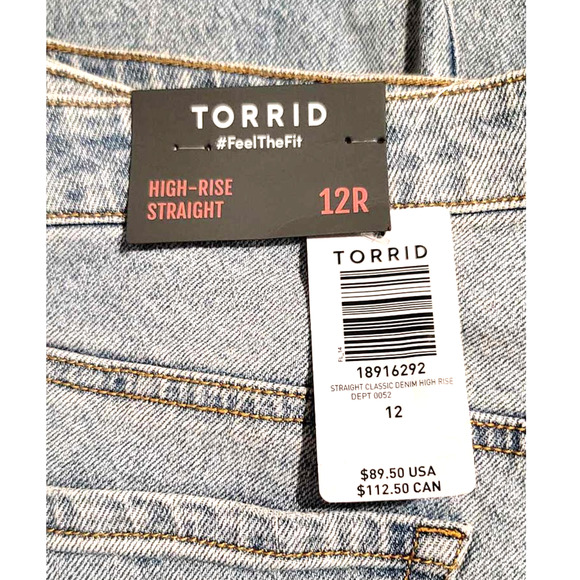 TORRID
#FeelTheFit
HIGH-RISE
STRAIGHT
12R
TORRID
FL_14
18916292
STRAIGHT CLASSIC DENIM HIGH RISE
DEPT 0052
12
$89.50 USA
$112.50 CAN